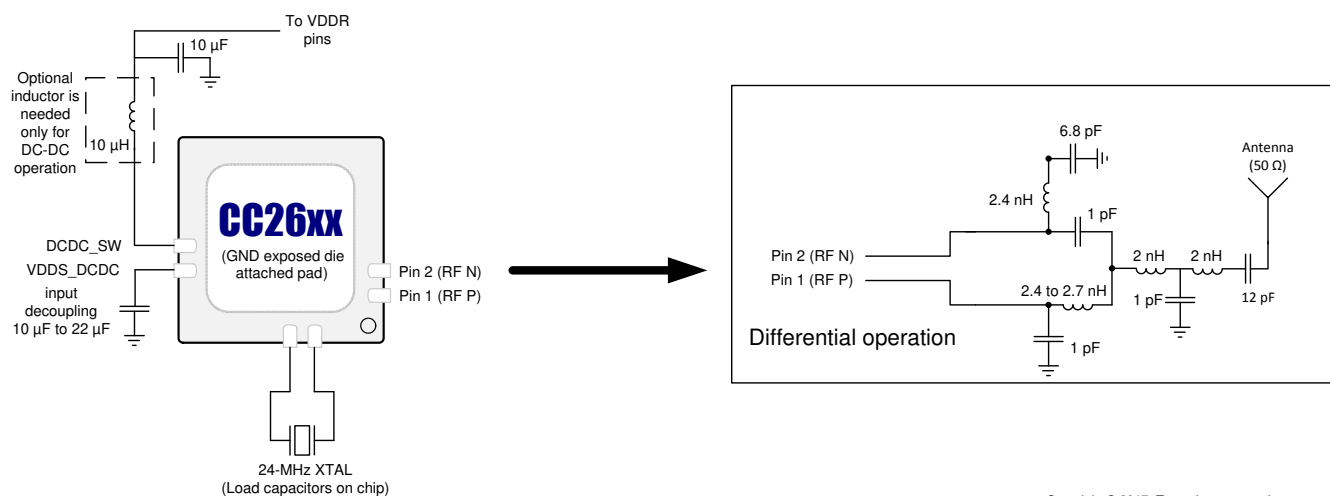 To VDDR
pins
10 µF
Optional
inductor is
needed
only for
DC-DC
operation
10 µH
CC26xx
(GND exposed die
attached pad)
DCDC_SW
VDDS_DCDC
input
decoupling
10 µF to 22 µF
Pin 2 (RF N)
Pin 1 (RF P)
24-MHz XTAL
(Load capacitors on chip)
6.8 pF
Antenna
(50 Ω)
2.4 nH
1 pF
Pin 2 (RF N)
Pin 1 (RF P)
2 nH
2 nH
2.4 to 2.7 nH
1 pF
12 pF
Differential operation
1 pF